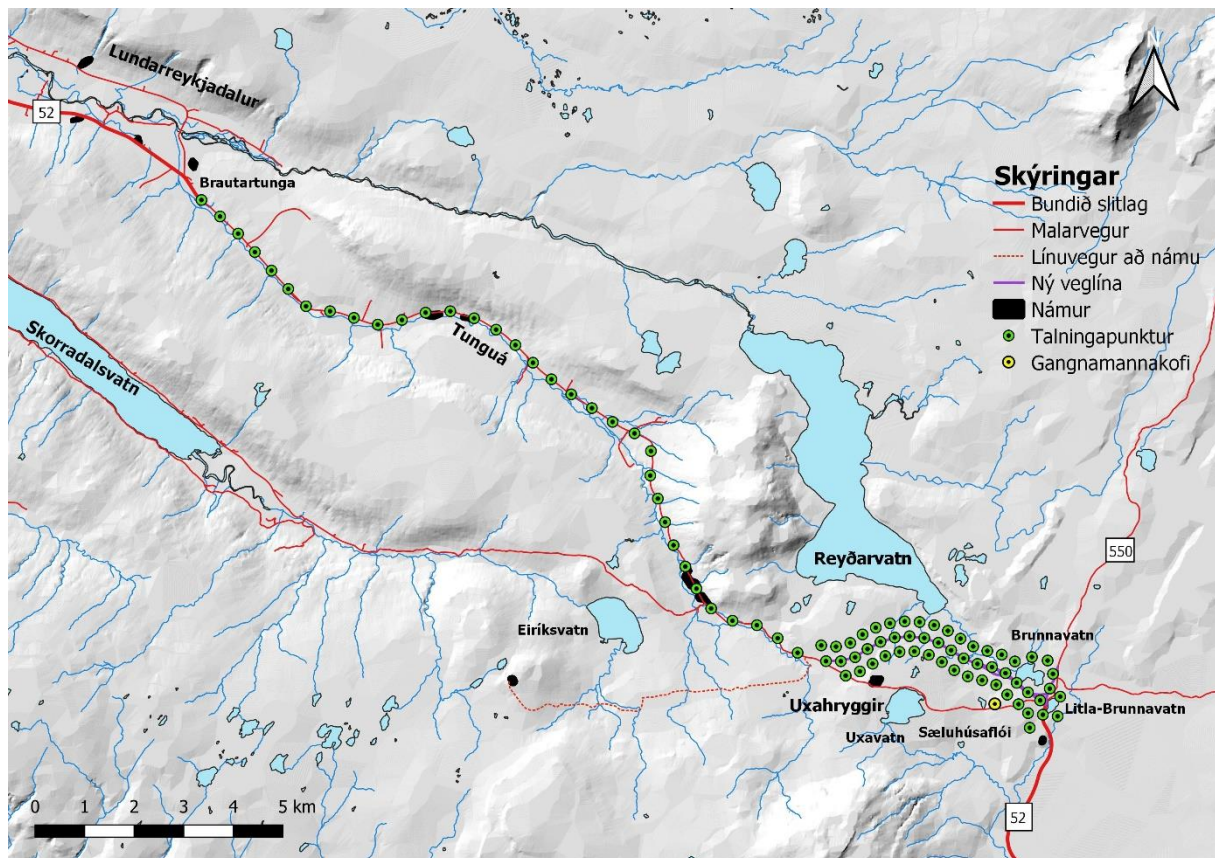 Lundarreykjadalur
52
Brautartunga
Skýringar
Bundið slitlag
Malarvegur
Línuvegur að námu
Ný veglína
Námur
Talningapunktur
Gangnamannakofi
Tunguá
Skorradalsvatn
Reyðarvatn
550
Eiríksvatn
Brunnavatn
Uxahryggir
Litla-Brunnavatn
Sæluhúsaflói
Uxavatn
0 1 2 3 4 5 km
52